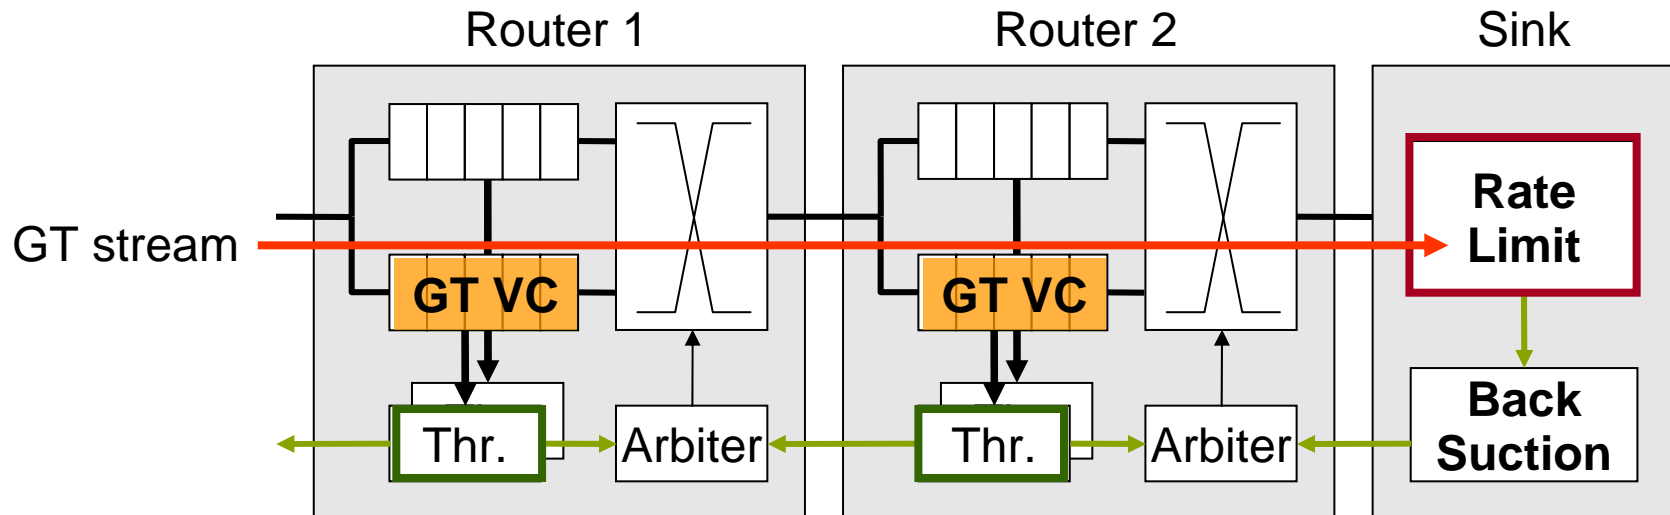 Router 1
Router 2
Sink
GT stream
GT VC
GT VC
Rate
Limit
Thr.
Arbiter
Thr.
Arbiter
Back
Suction